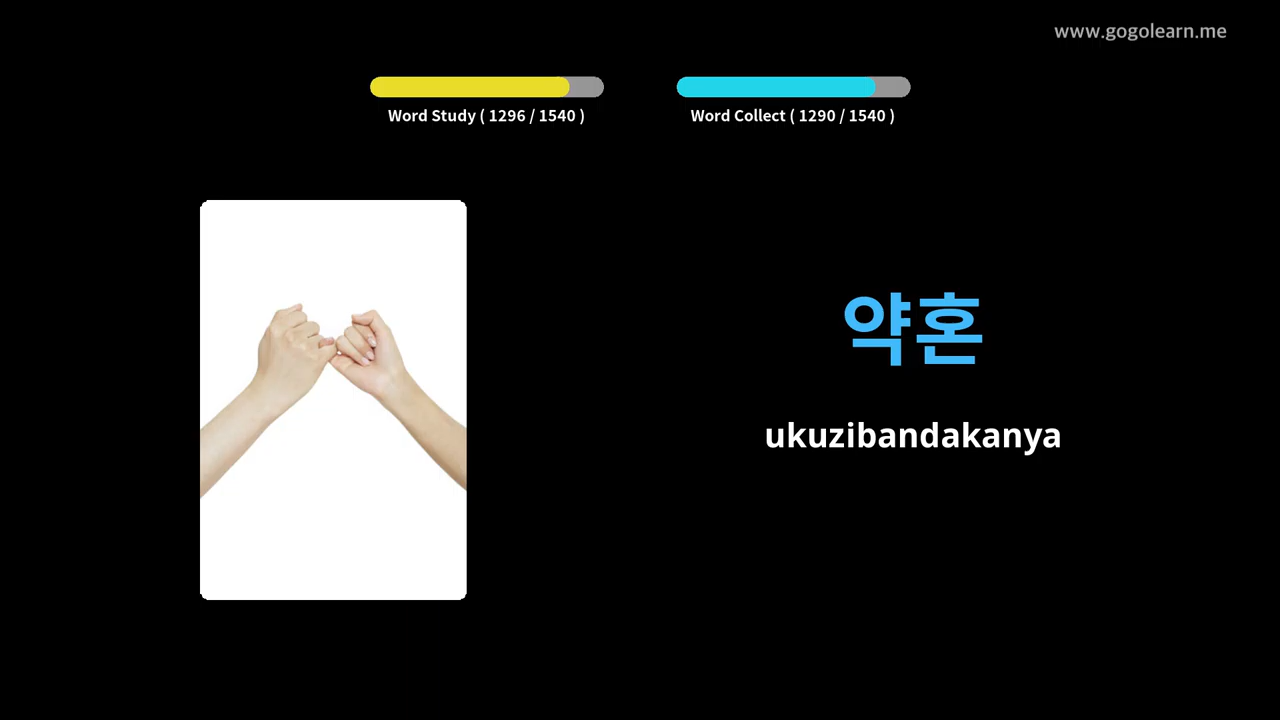 www.gogolearn.me
Word Study ( 1296 / 1540 )
Word Collect ( 1290 / 1540 )
약혼
ukuzibandakanya